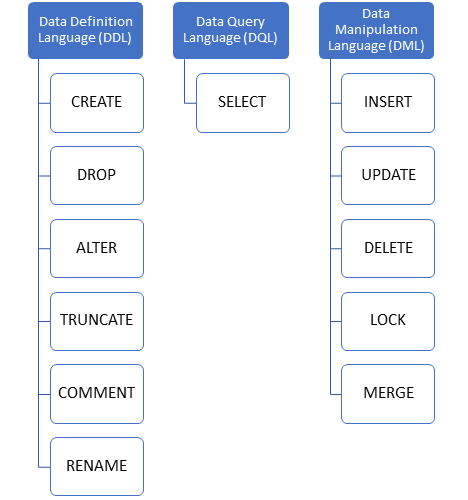 Data Definition
Language (DDL)
CREATE
DROP
ALTER
TRUNCATE
COMMENT
RENAME
Data Query
Language (DQL)
SELECT
Data
Manipulation
Language (DML)
INSERT
UPDATE
DELETE
LOCK
MERGE